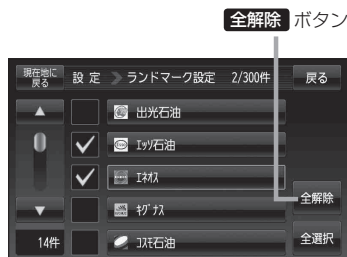 全解除 ボタン
現在地に
戻る
設 定 ランドマーク設定 2/300件 戻る
出光石油
エッソ石油
エネオス
キグナス
コスモ石油
全解除
14件
全選択